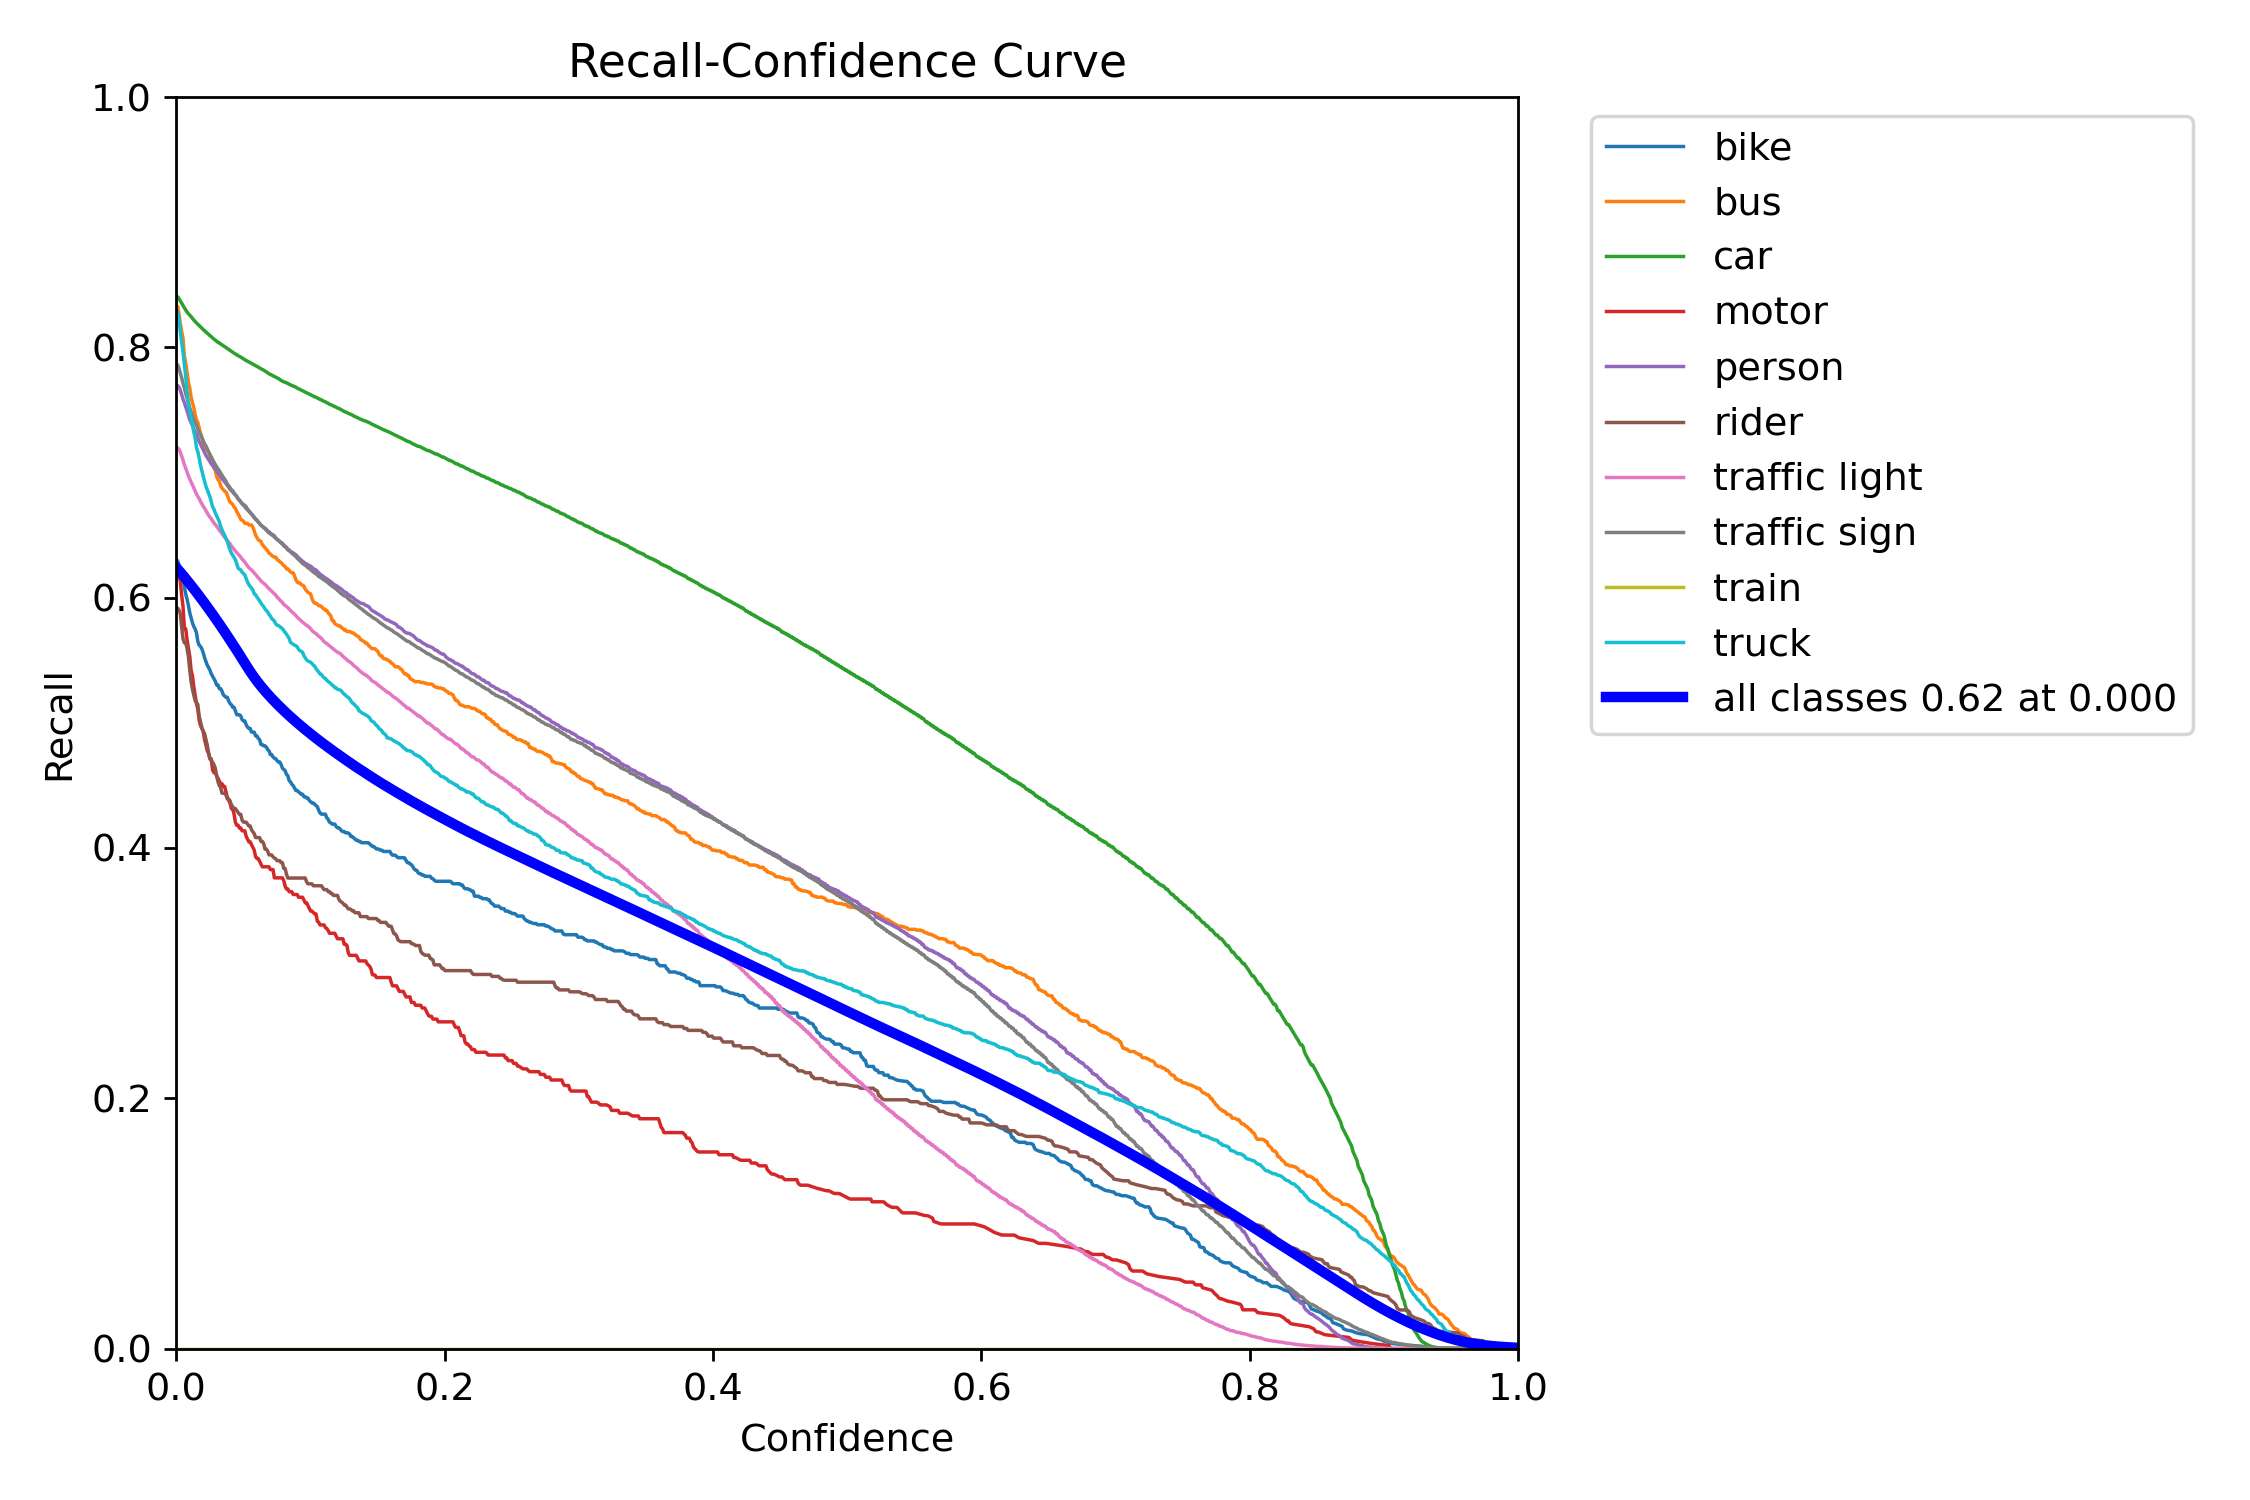 Recall-Confidence Curve
1.0
0.8
0.6
0.4
0.2
0.0
Recall
0.0 0.2 0.4 0.6 0.8 1.0
Confidence
bike
bus
car
motor
person
rider
traffic light
traffic sign
train
truck
all classes 0.62 at 0.000